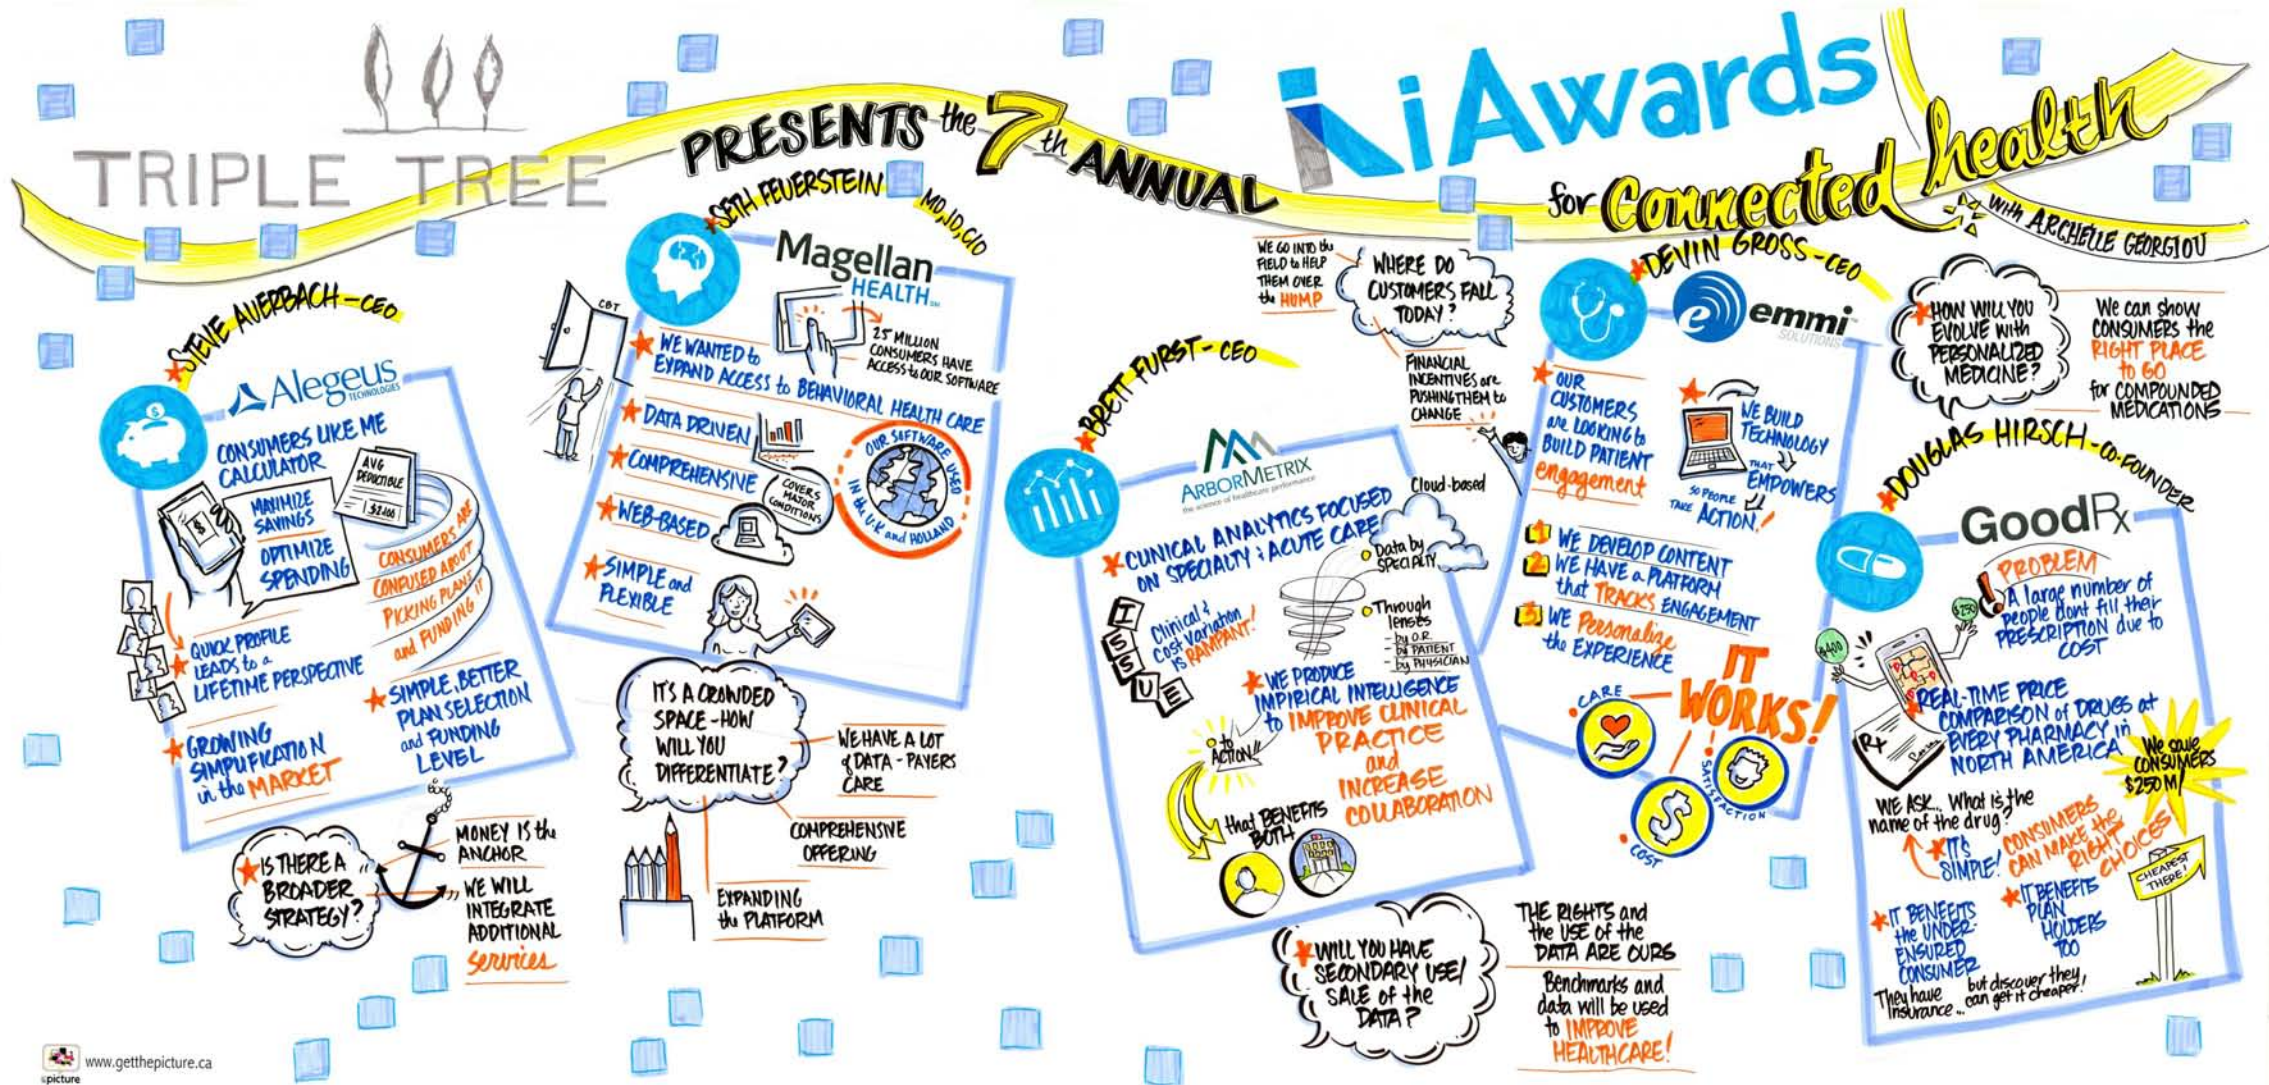 TRIPLE TREE
PRESENTS the 7th ANNUAL
iAwards
for Connected health
with ARCHELLE GEORGIOU
STEVE AUERBACH - CEO
Alegeus
TECHNOLOGIES
CONSUMERS LIKE ME
CALCULATOR
MAXIMIZE
SAVINGS
OPTIMIZE
SPENDING
AVG
DEDUCTIBLE
CONSUMERS ARE
CONFUSED ABOUT
PICKING PLANS
and FUNDING IT
QUICK PROFILE
LEADS to a
LIFETIME PERSPECTIVE
GROWING
SIMPLIFICATION
in the MARKET
SIMPLE, BETTER
PLAN SELECTION
and FUNDING
LEVEL
IS THERE A
BROADER
STRATEGY?
MONEY IS the
ANCHOR
WE WILL
INTEGRATE
ADDITIONAL
Services
SETH FEUERSTEIN MD, JD, CIO
Magellan
HEALTH
CBT
25 MILLION
CONSUMERS HAVE
ACCESS to OUR SOFTWARE
WE WANTED to
EXPAND ACCESS to BEHAVIORAL HEALTH CARE
DATA DRIVEN
COMPREHENSIVE
COVERS
MAJOR
CONDITIONS
WEB-BASED
SIMPLE and
FLEXIBLE
OUR SOFTWARE USED
IN the U.K and HOLLAND
IT'S A CROWDED
SPACE - HOW
WILL YOU
DIFFERENTIATE?
WE HAVE A LOT
of DATA - PAYERS
CARE
COMPREHENSIVE
OFFERING
EXPANDING
the PLATFORM
BRETT FURST - CEO
ARBORMETRIX
the science of healthcare performance
CLINICAL ANALYTICS FOCUSED
ON SPECIALTY & ACUTE CARE
Cloud-based
ISSUE
Clinical &
Cost Variation
is RAMPANT!
Data by
SPECIALTY
Through
lenses
- by O.R.
- by PATIENT
- by PHYSICIAN
WE PRODUCE
IMPIRICAL INTELLIGENCE
to IMPROVE CLINICAL
PRACTICE
and
INCREASE
COLLABORATION
to
ACTION!!
that BENEFITS
BOTH
WILL YOU HAVE
SECONDARY USE/
SALE of the
DATA?
THE RIGHTS and
the USE of the
DATA ARE OURS
Benchmarks and
data will be used
to IMPROVE
HEALTHCARE!
WE GO INTO the
FIELD to HELP
THEM OVER
the HUMP
WHERE DO
CUSTOMERS FALL
TODAY?
FINANCIAL
INCENTIVES are
PUSHING THEM to
CHANGE
DEVIN GROSS - CEO
e emmi
SOLUTIONS
OUR
CUSTOMERS
are LOOKING to
BUILD PATIENT
engagement
WE BUILD
TECHNOLOGY
THAT
EMPOWERS
SO PEOPLE
TAKE ACTION!
1 WE DEVELOP CONTENT
2 WE HAVE a PLATFORM
that TRACKS ENGAGEMENT
3 WE Personalize
the EXPERIENCE
IT
WORKS!
CARE
SATISFACTION
COST
HOW WILL YOU
EVOLVE with
PERSONALIZED
MEDICINE?
We can show
CONSUMERS the
RIGHT PLACE
to GO
for COMPOUNDED
MEDICATIONS
DOUGLAS HIRSCH - CO-FOUNDER
GoodRx
PROBLEM
A large number of
people dont fill their
PRESCRIPTION due to
COST
$250
$400
Rx
REAL-TIME PRICE
COMPARISON of DRUGS at
EVERY PHARMACY in
NORTH AMERICA
We save
CONSUMERS
$250 M!
WE ASK.. What is the
name of the drug?
IT'S
SIMPLE!
CONSUMERS
CAN MAKE the
RIGHT
CHOICES
IT BENEFITS
the UNDER-
ENSURED
CONSUMER
IT BENEFITS
PLAN
HOLDERS
TOO
CHEAPEST
THERE!
They have
Insurance...
but discover they
can get it cheaper!
picture
www.getthepicture.ca